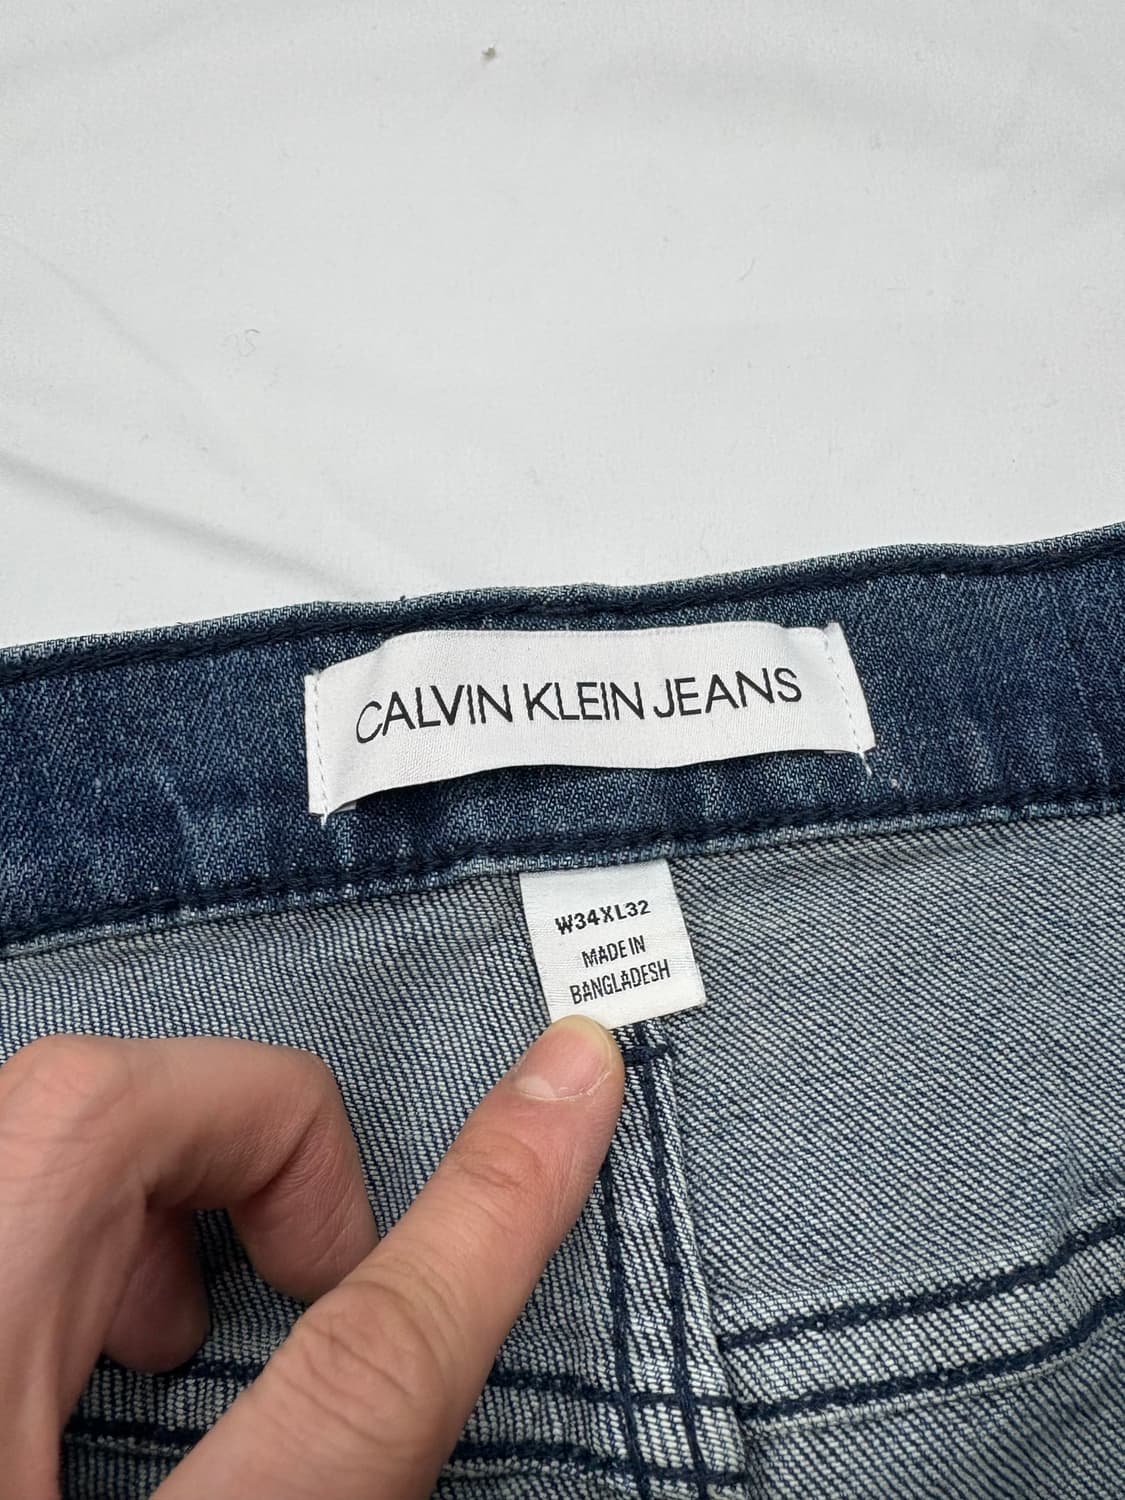 CALVIN KLEIN JEANS
W34XL32
MADE IN
BANGLADESH